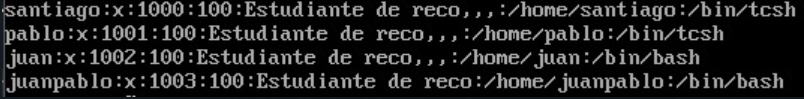 santiago:x:1000:100:Estudiante de reco,,,:/home/santiago:/bin/tcsh
pablo:x:1001:100:Estudiante de reco,,,:/home/pablo:/bin/tcsh
juan:x:1002:100:Estudiante de reco,,,:/home/juan:/bin/bash
juanpablo:x:1003:100:Estudiante de reco:/home/juanpablo:/bin/bash